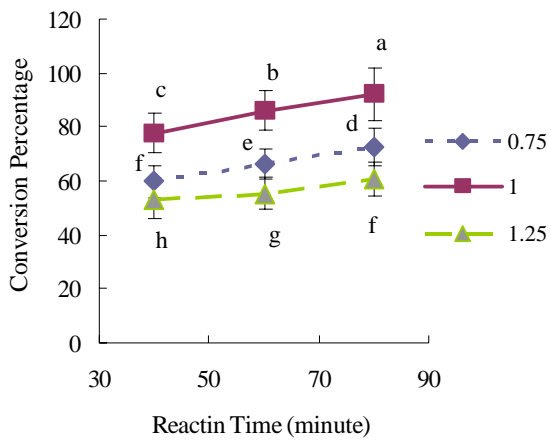 120
100
80
60
40
20
0
Conversion Percentage
a
b
c
d
e
f
f
g
h
0.75
1
1.25
30
50
70
90
Reactin Time (minute)